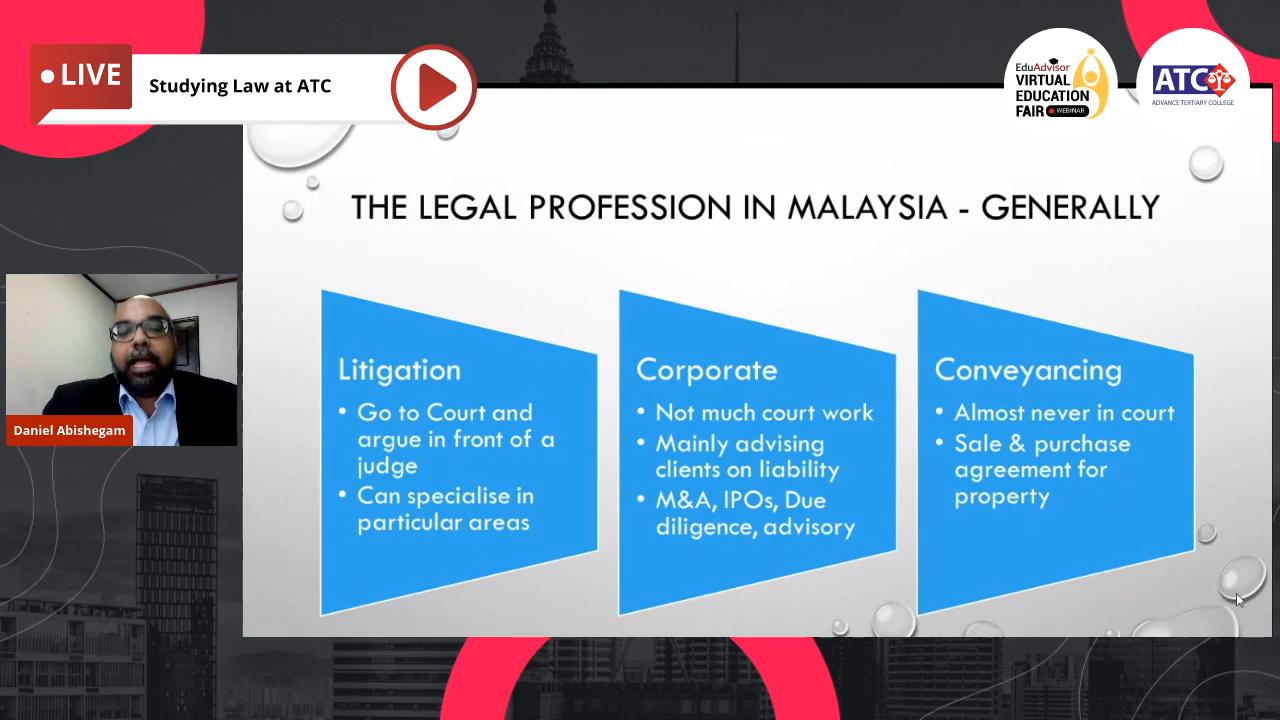 LIVE
Studying Law at ATC
EduAdvisor
VIRTUAL
EDUCATION
FAIR WEBINAR
ATC
ADVANCE TERTIARY COLLEGE
THE LEGAL PROFESSION IN MALAYSIA - GENERALLY
Litigation
• Go to Court and
argue in front of a
judge
• Can specialise in
particular areas
Corporate
• Not much court work
• Mainly advising
clients on liability
• M&A, IPOs, Due
diligence, advisory
Conveyancing
• Almost never in court
• Sale & purchase
agreement for
property
Daniel Abishegam